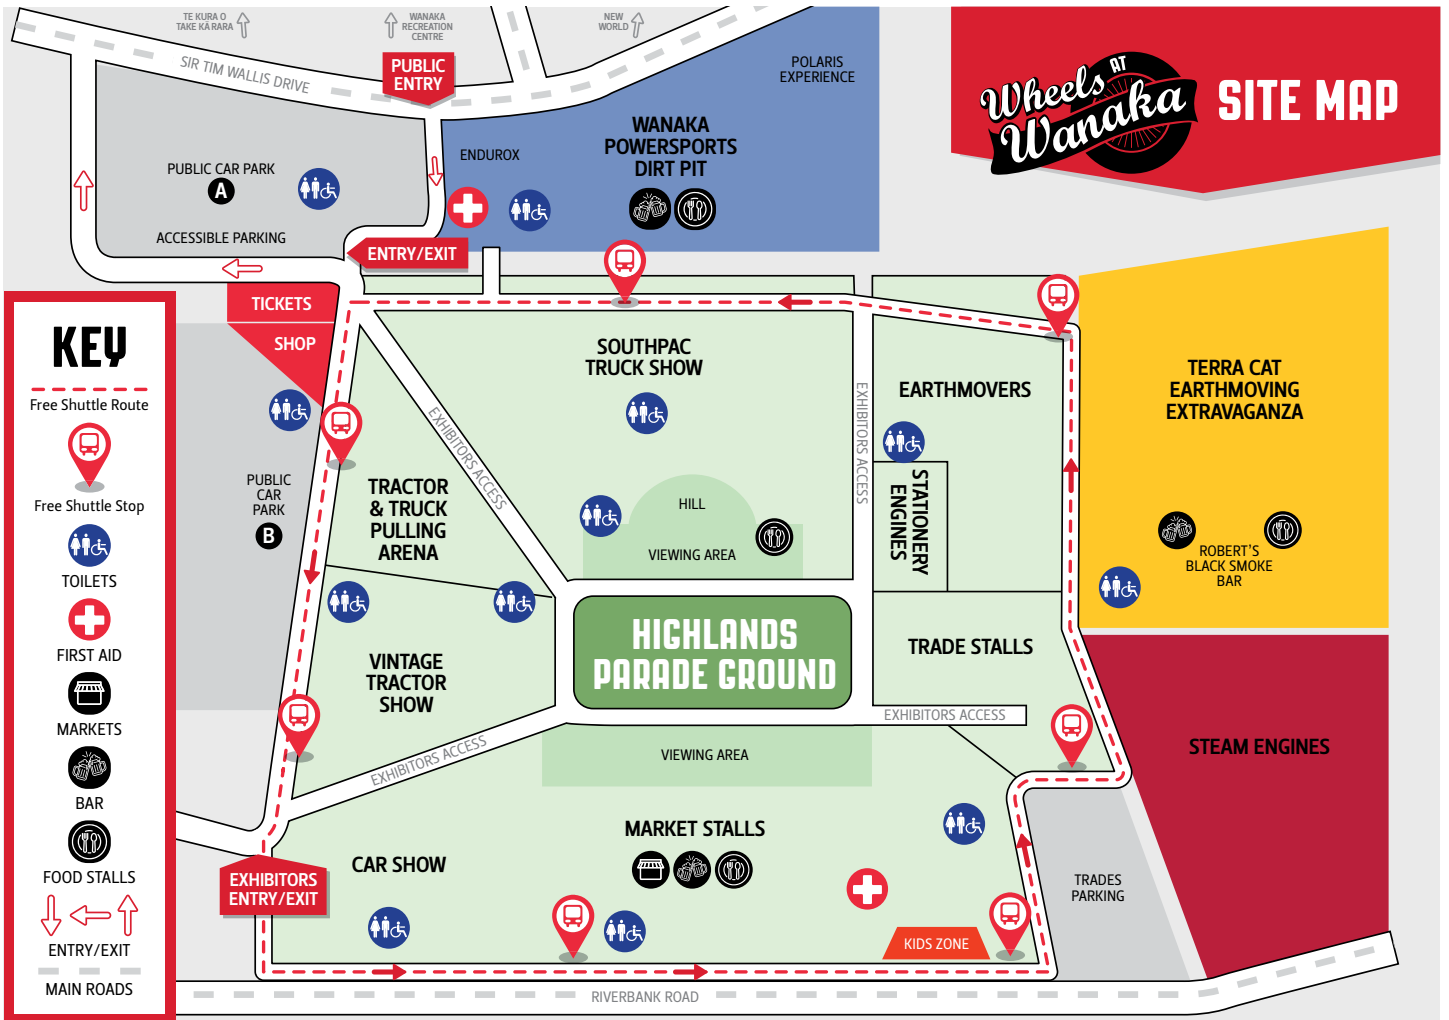 TE KURA O
TAKE KĀRARA
WANAKA
RECREATION
CENTRE
NEW
WORLD
SIR TIM WALLIS DRIVE
PUBLIC
ENTRY
POLARIS
EXPERIENCE
Wheels AT
Wanaka
SITE MAP
WANAKA
POWERSPORTS
DIRT PIT
ENDUROX
PUBLIC CAR PARK
A
ACCESSIBLE PARKING
ENTRY/EXIT
TICKETS
SHOP
KEY
Free Shuttle Route
Free Shuttle Stop
TOILETS
FIRST AID
MARKETS
BAR
FOOD STALLS
ENTRY/EXIT
MAIN ROADS
PUBLIC
CAR
PARK
B
SOUTHPAC
TRUCK SHOW
EXHIBITORS ACCESS
EXHIBITORS ACCESS
EARTHMOVERS
STATIONERY
ENGINES
TERRA CAT
EARTHMOVING
EXTRAVAGANZA
ROBERT'S
BLACK SMOKE
BAR
TRACTOR
& TRUCK
PULLING
ARENA
HILL
VIEWING AREA
HIGHLANDS
PARADE GROUND
TRADE STALLS
VINTAGE
TRACTOR
SHOW
EXHIBITORS ACCESS
EXHIBITORS ACCESS
VIEWING AREA
STEAM ENGINES
MARKET STALLS
CAR SHOW
EXHIBITORS
ENTRY/EXIT
KIDS ZONE
TRADES
PARKING
RIVERBANK ROAD